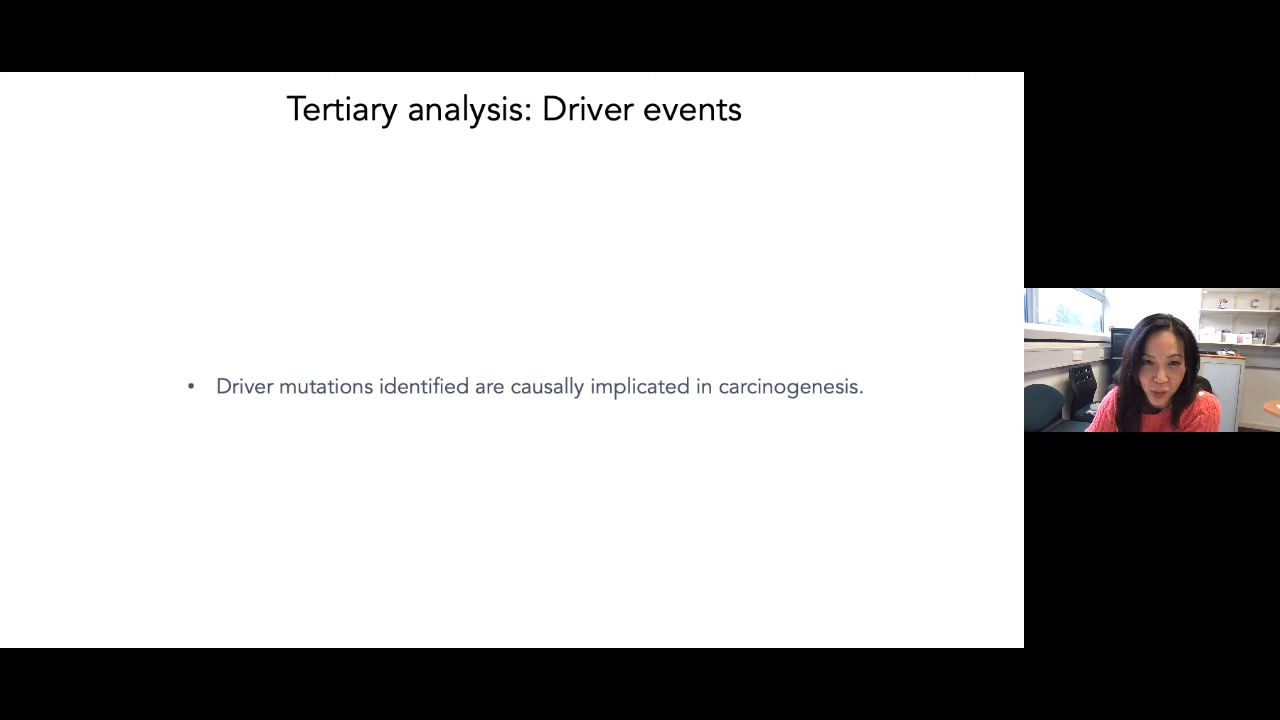 Tertiary analysis: Driver events
• Driver mutations identified are causally implicated in carcinogenesis.